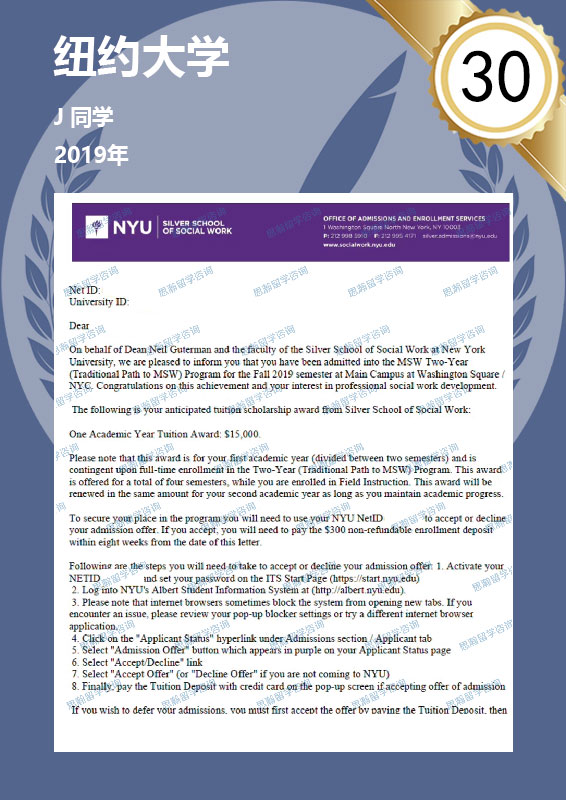 纽约大学
30
J 同学
2019年
NYU SILVER SCHOOL OF SOCIAL WORK
OFFICE OF ADMISSIONS AND ENROLLMENT SERVICES
1 Washington Square North New York, NY 10003
P: 212 998 5910 F: 212 995 4171 silver.admissions@nyu.edu
www.socialwork.nyu.edu
Net ID:
University ID:
Dear
On behalf of Dean Neil Guterman and the faculty of the Silver School of Social Work at New York
University, we are pleased to inform you that you have been admitted into the MSW Two-Year
(Traditional Path to MSW) Program for the Fall 2019 semester at Main Campus at Washington Square /
NYC. Congratulations on this achievement and your interest in professional social work development.
The following is your anticipated tuition scholarship award from Silver School of Social Work:
One Academic Year Tuition Award: $15,000.
Please note that this award is for your first academic year (divided between two semesters) and is
contingent upon full-time enrollment in the Two-Year (Traditional Path to MSW) Program. This award
is offered for a total of four semesters, while you are enrolled in Field Instruction. This award will be
renewed in the same amount for your second academic year as long as you maintain academic progress.
To secure your place in the program you will need to use your NYU NetID to accept or decline
your admission offer. If you accept, you will need to pay the $300 non-refundable enrollment deposit
within eight weeks from the date of this letter.
Following are the steps you will need to take to accept or decline your admission offer: 1. Activate your
NETID and set your password on the ITS Start Page (https://start.nyu.edu)
2. Log into NYU's Albert Student Information System at (http://albert.nyu.edu).
3. Please note that internet browsers sometimes block the system from opening new tabs. If you
encounter an issue, please review your pop-up blocker settings or try a different internet browser
application.
4. Click on the "Applicant Status" hyperlink under Admissions section / Applicant tab
5. Select "Admission Offer" button which appears in purple on your Applicant Status page
6. Select "Accept/Decline" link
7. Select "Accept Offer" (or "Decline Offer" if you are not coming to NYU)
8. Finally, pay the Tuition Deposit with credit card on the pop-up screen if accepting offer of admission
If you wish to defer your admissions, you must first accept the offer by paying the Tuition Deposit, then
思瀚留学咨询